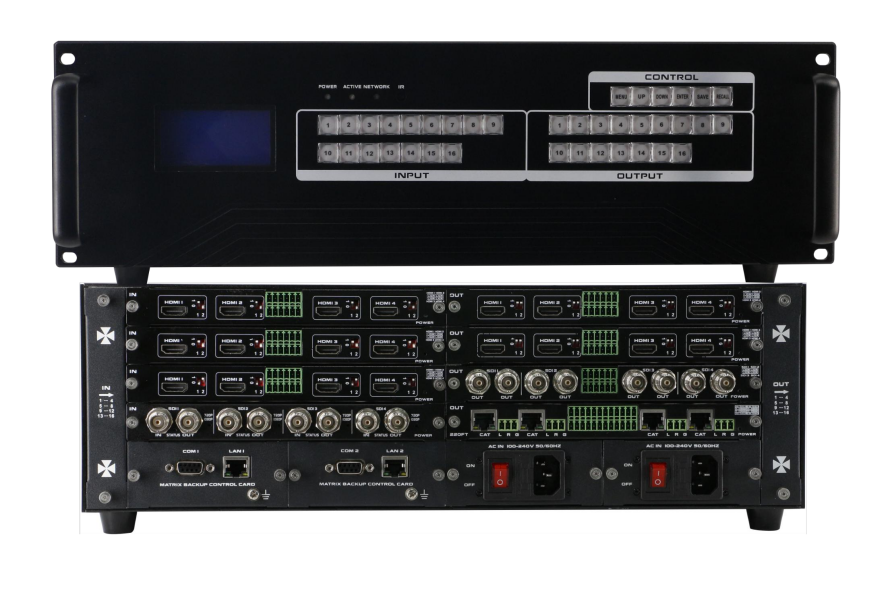 CONTROL
POWER ACTIVE NETWORK IR
MENU UP DOWN ENTER SAVE RECALL
1 2 3 4 5 6 7 8 9
1 2 3 4 5 6 7 8 9
10 11 12 13 14 15 16
10 11 12 13 14 15 16
INPUT
OUTPUT
IN HDMI 1 HDMI 2 HDMI 3 HDMI 4
1 2 1 2 1 2 1 2
POWER
OUT HDMI 1 HDMI 2 HDMI 3 HDMI 4
1 2 1 2 1 2 1 2
POWER
IN HDMI 1 HDMI 2 HDMI 3 HDMI 4
1 2 1 2 1 2 1 2
POWER
OUT HDMI 1 HDMI 2 HDMI 3 HDMI 4
1 2 1 2 1 2 1 2
POWER
IN HDMI 1 HDMI 2 HDMI 3 HDMI 4
1 2 1 2 1 2 1 2
POWER
OUT SDI 1 SDI 2 SDI 3 SDI 4
OUT OUT OUT OUT OUT OUT OUT OUT POWER
IN SDI 1 SDI 2 SDI 3 SDI 4
IN STATUS OUT IN STATUS OUT IN STATUS OUT IN STATUS OUT POWER
OUT
220FT CAT L R G CAT L R G CAT L R G CAT L R G POWER
IN
1 — 4
5 — 8
9 — 12
13 — 16
OUT
1 — 4
5 — 8
9 — 12
13 — 16
COM 1 LAN 1
MATRIX BACKUP CONTROL CARD
COM 2 LAN 2
MATRIX BACKUP CONTROL CARD
AC IN 100-240V 50/60HZ
ON
OFF
AC IN 100-240V 50/60HZ
ON
OFF